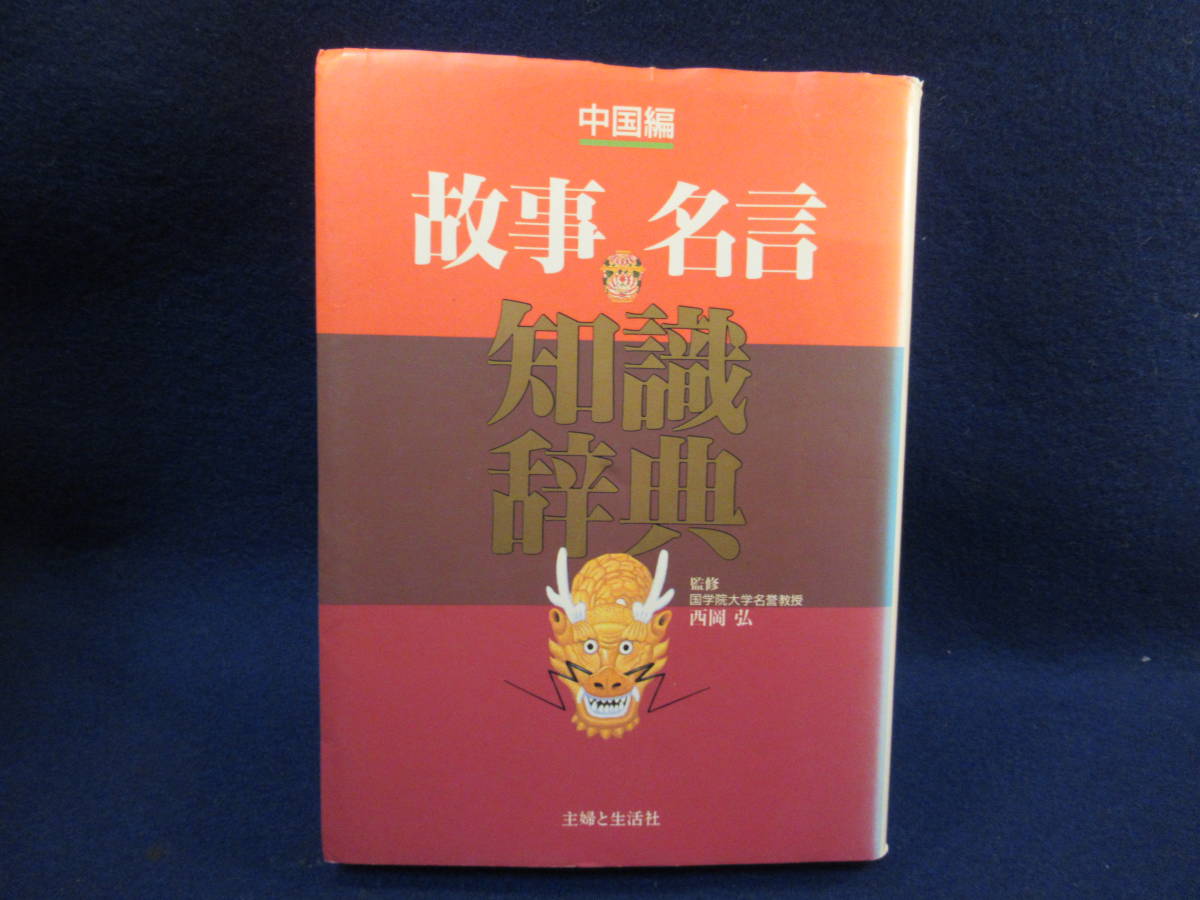 中国編
故事 名言
知識
辞典
監修
国学院大学名誉教授
西岡 弘
主婦と生活社